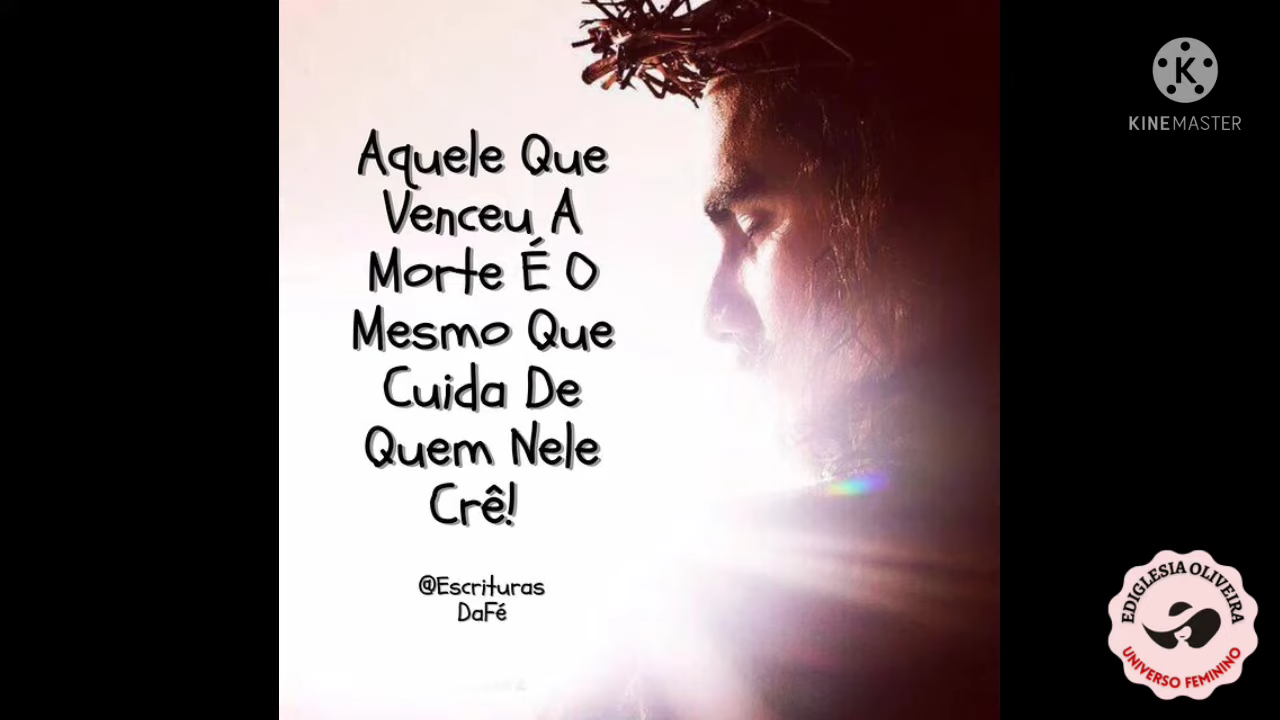 Aquele Que
Venceu A
Morte É O
Mesmo Que
Cuida De
Quem Nele
Crê!
@Escrituras
DaFé
K
KINEMASTER
EDIGLESIA OLIVEIRA
UNIVERSO FEMININO